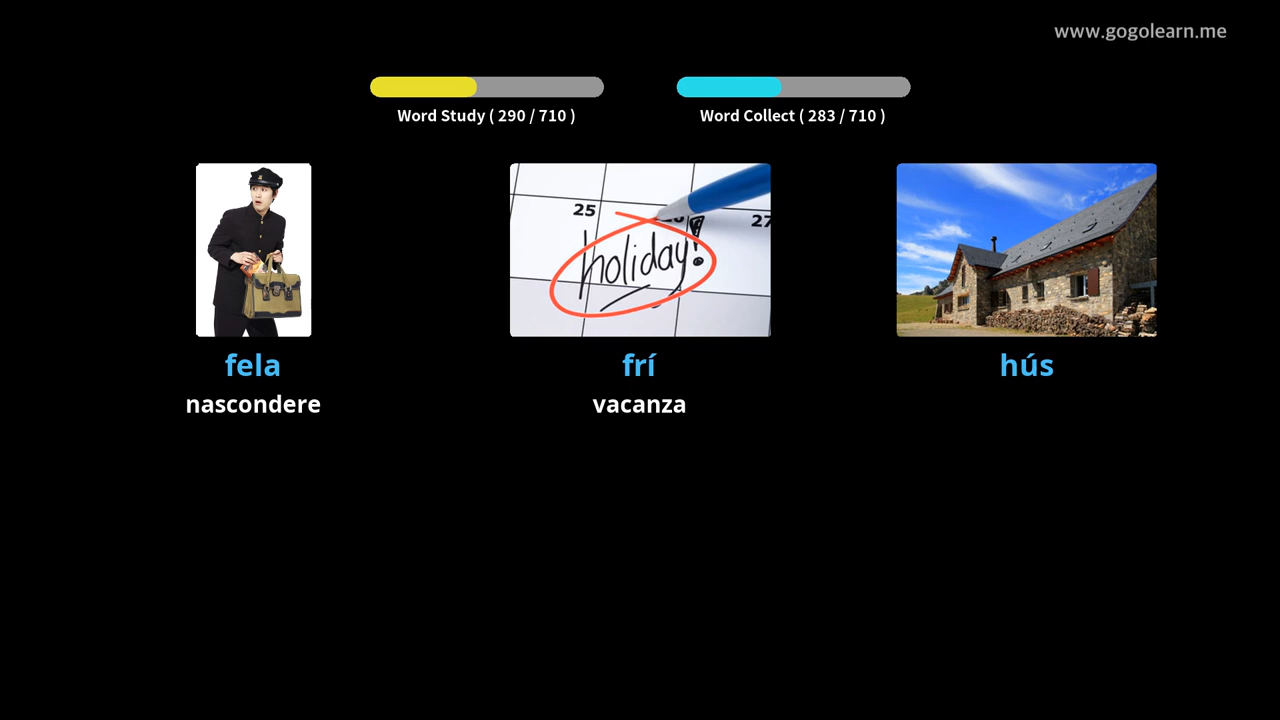 www.gogolearn.me
Word Study ( 290 / 710 )
Word Collect ( 283 / 710 )
25
27
holiday!
fela
frí
hús
nascondere
vacanza